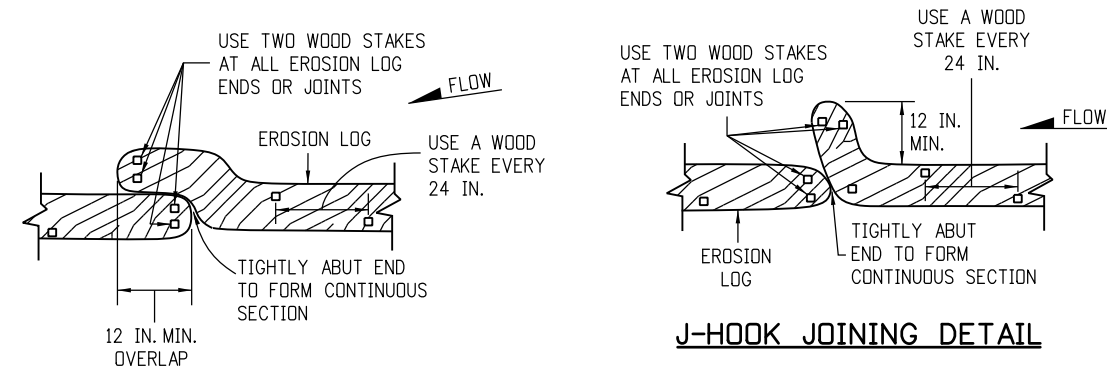 USE TWO WOOD STAKES
AT ALL EROSION LOG
ENDS OR JOINTS
FLOW
EROSION LOG
USE A WOOD
STAKE EVERY
24 IN.
TIGHTLY ABUT END
TO FORM CONTINUOUS
SECTION
12 IN. MIN.
OVERLAP
USE A WOOD
STAKE EVERY
24 IN.
USE TWO WOOD STAKES
AT ALL EROSION LOG
ENDS OR JOINTS
12 IN.
MIN.
FLOW
EROSION
LOG
TIGHTLY ABUT
END TO FORM
CONTINUOUS SECTION
J-HOOK JOINING DETAIL